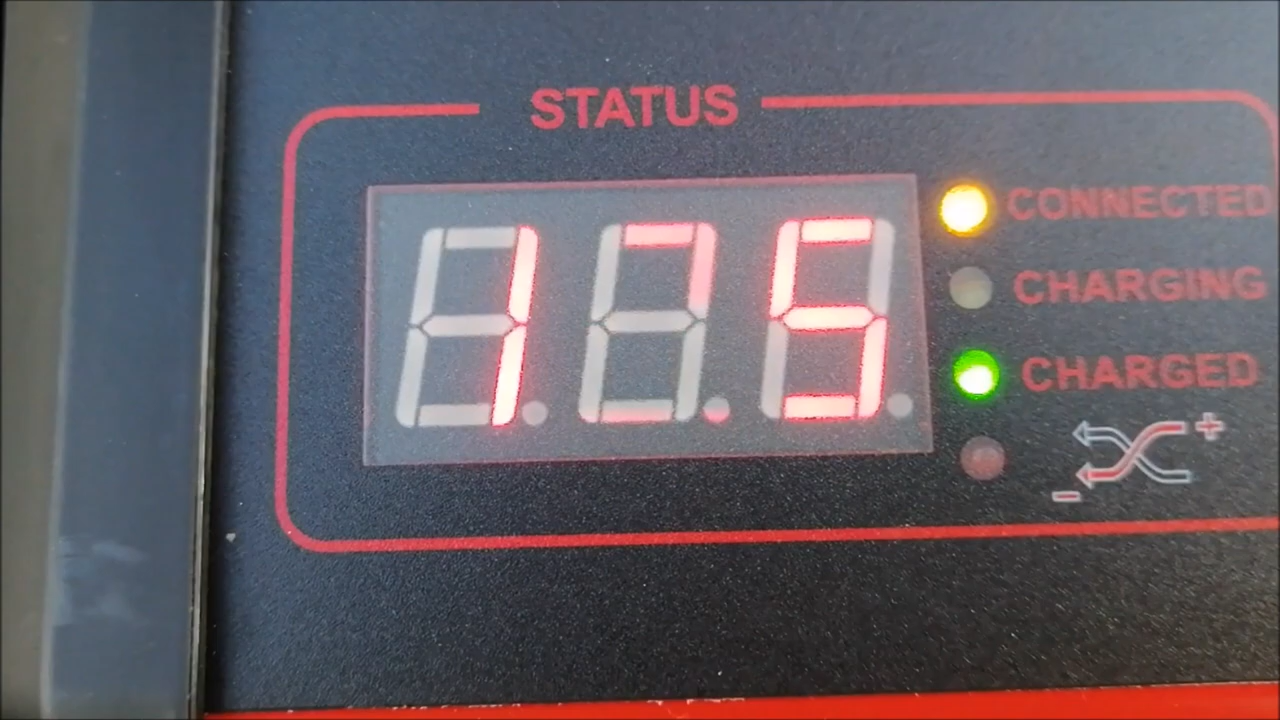 STATUS
CONNECTED
CHARGING
CHARGED
+
-